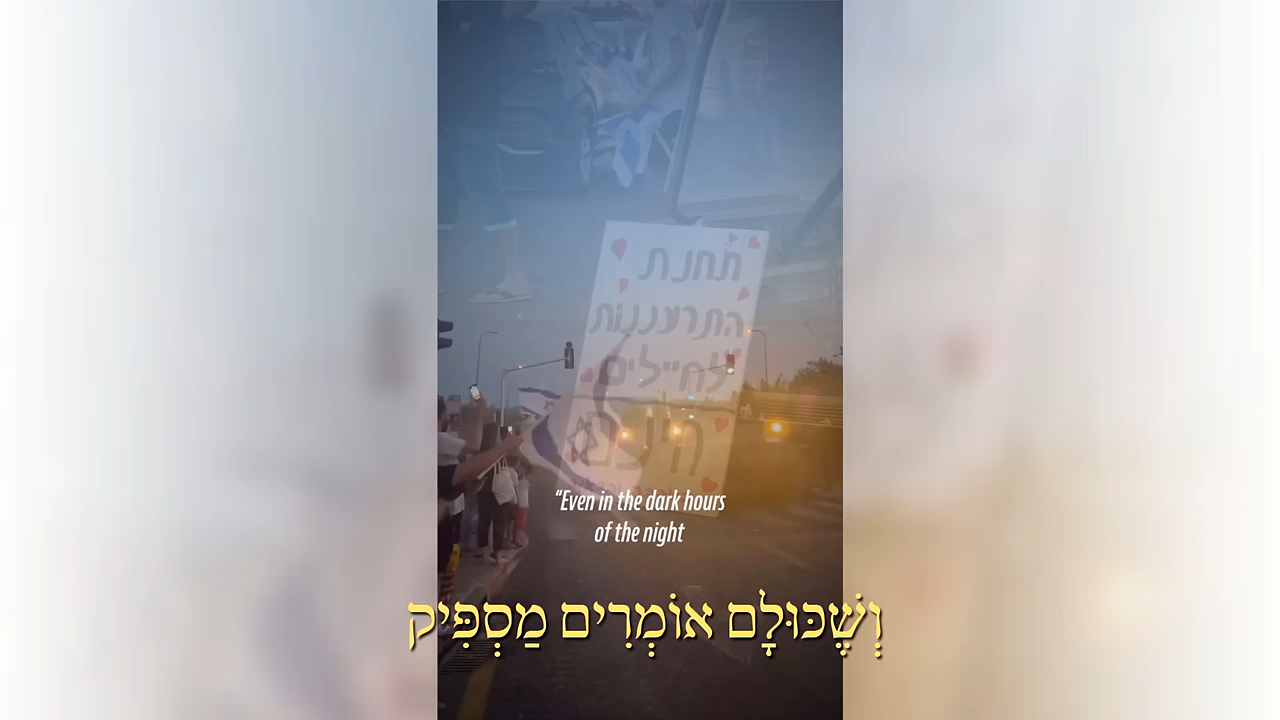 תחנת
התרעננות
לחיילים
“Even in the dark hours
of the night
וְשֶׁכּוּלָם אוֹמְרִים מַסְפִּיק